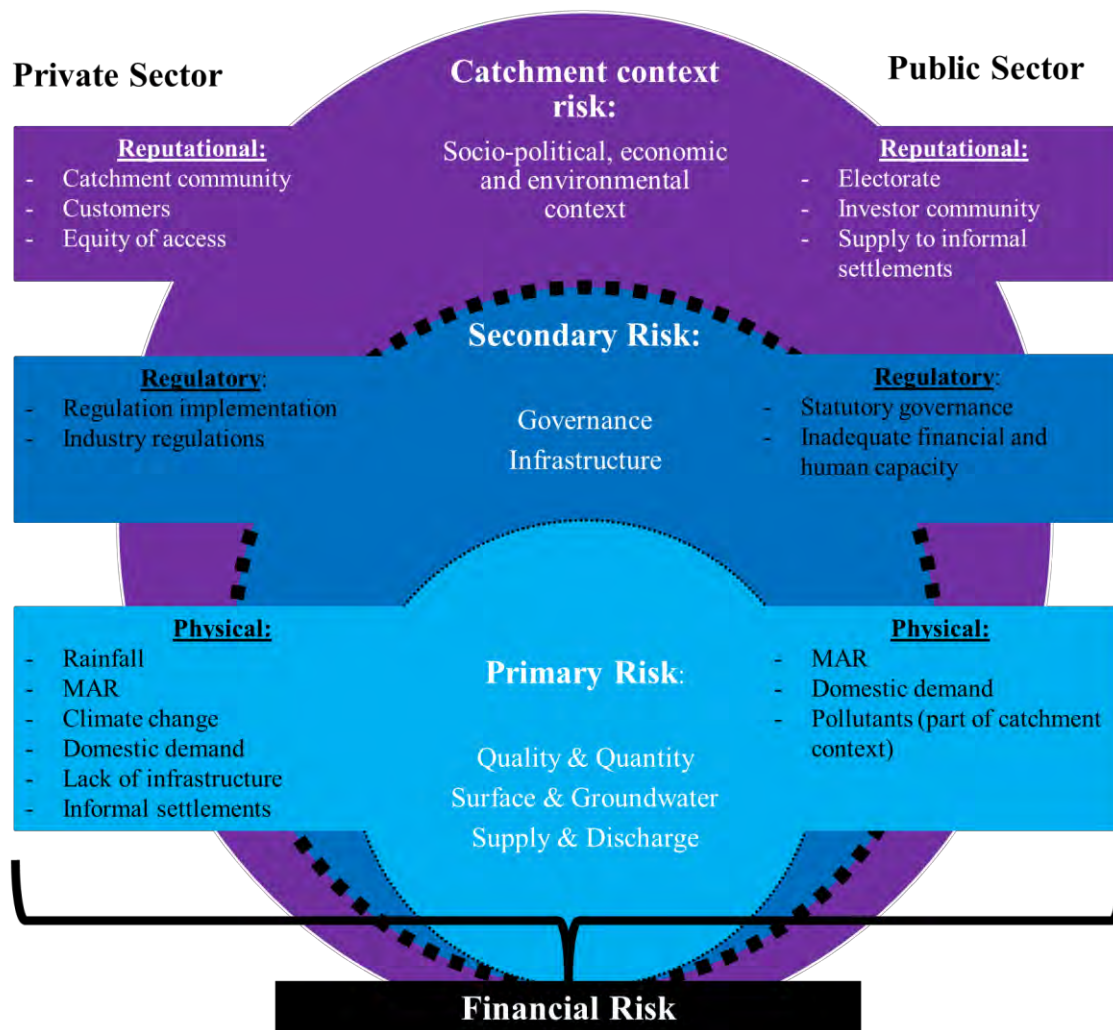 Private Sector
Public Sector
Catchment context
risk:
Socio-political, economic
and environmental
context
Reputational:
- Catchment community
- Customers
- Equity of access
Reputational:
- Electorate
- Investor community
- Supply to informal
settlements
Secondary Risk:
Governance
Infrastructure
Regulatory:
- Regulation implementation
- Industry regulations
Regulatory:
- Statutory governance
- Inadequate financial and
human capacity
Physical:
- Rainfall
- MAR
- Climate change
- Domestic demand
- Lack of infrastructure
- Informal settlements
Primary Risk:
Quality & Quantity
Surface & Groundwater
Supply & Discharge
Physical:
- MAR
- Domestic demand
- Pollutants (part of catchment
context)
Financial Risk